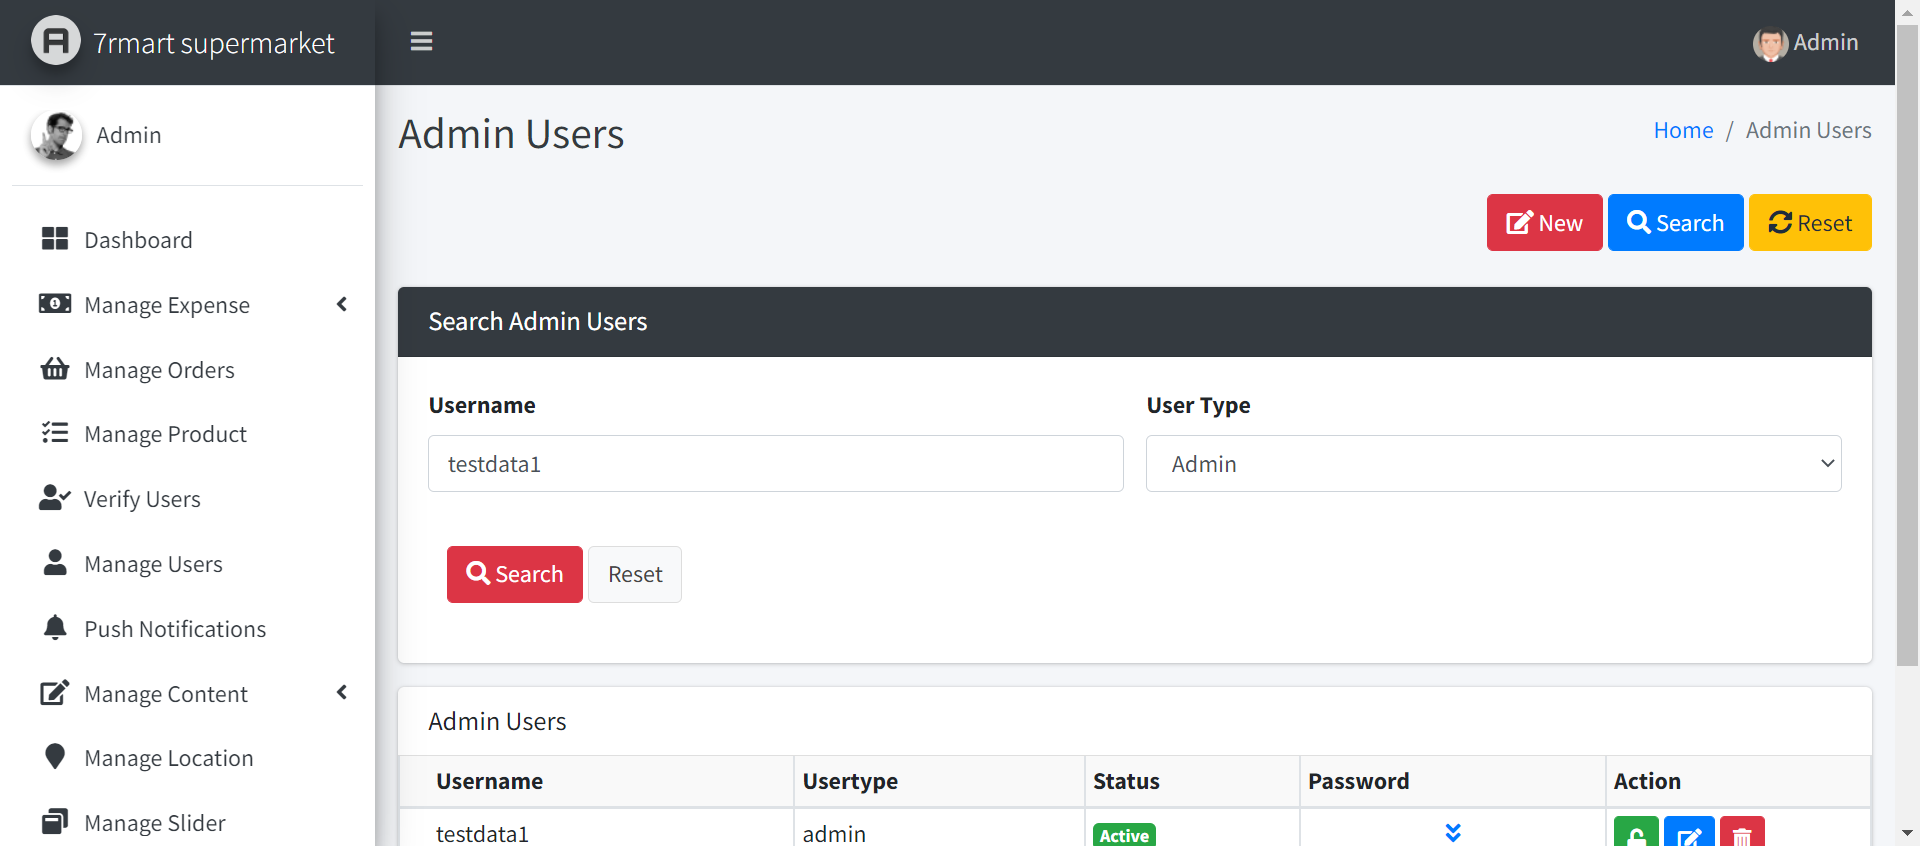 7rmart supermarket
Admin
Admin
Admin Users
Home / Admin Users
New
Search
Reset
Dashboard
Manage Expense
Manage Orders
Manage Product
Verify Users
Manage Users
Push Notifications
Manage Content
Manage Location
Manage Slider
Search Admin Users
Username
User Type
testdata1
Admin
Search
Reset
Admin Users
Username Usertype Status Password Action
testdata1 admin Active